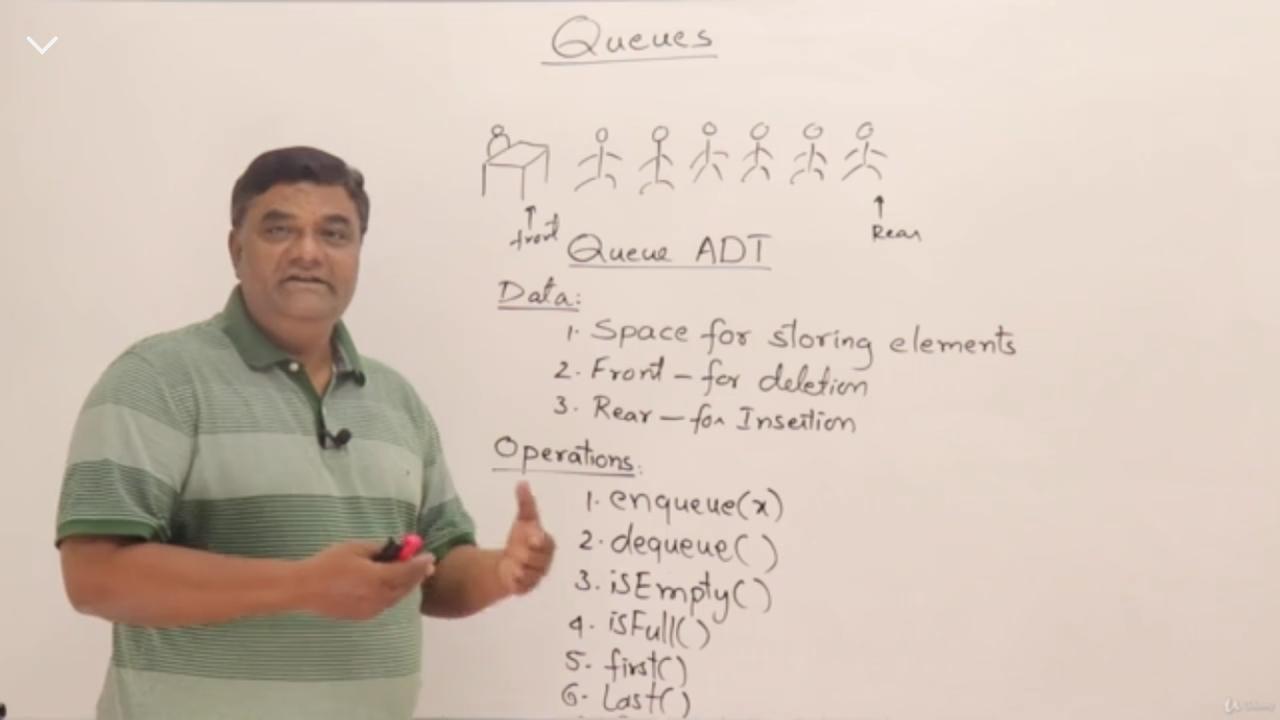 Queues
front
Rear
Queue ADT
Data:
1. Space for storing elements
2. Front - for deletion
3. Rear - for Insertion
Operations:
1. enqueue(x)
2. dequeue( )
3. isEmpty( )
4. isFull( )
5. first( )
6. Last( )
Udemy